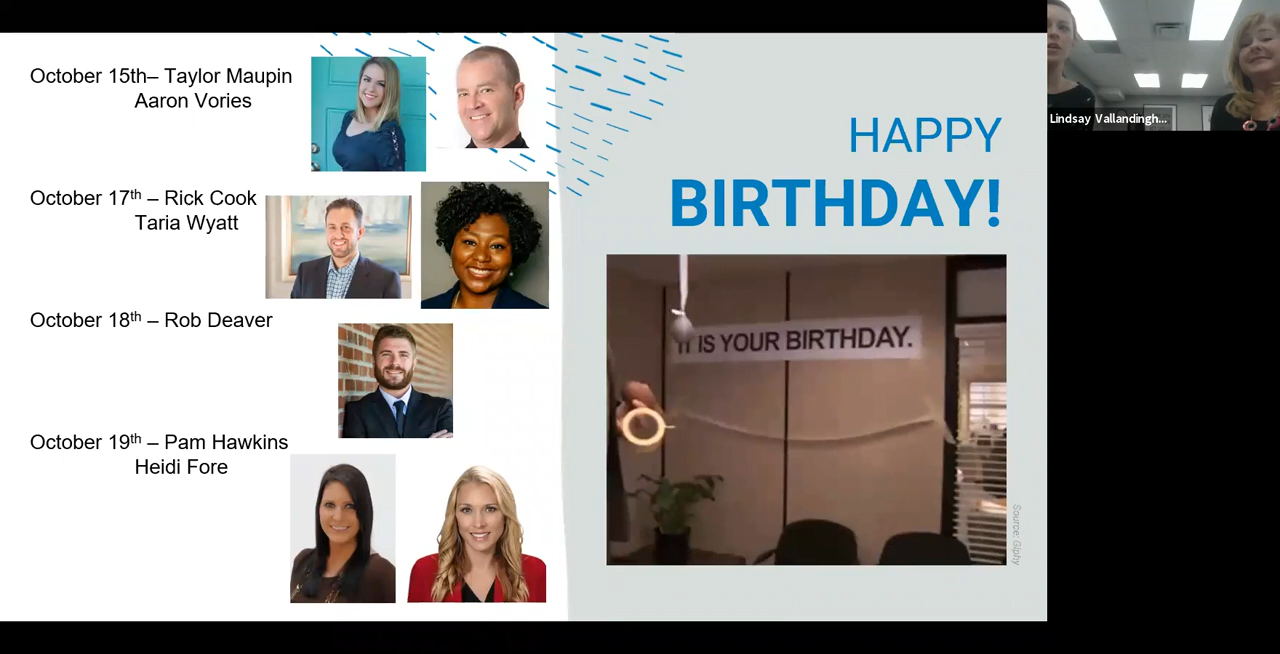 October 15th– Taylor Maupin
Aaron Vories
October 17th – Rick Cook
Taria Wyatt
October 18th – Rob Deaver
October 19th – Pam Hawkins
Heidi Fore
HAPPY
BIRTHDAY!
IT IS YOUR BIRTHDAY.
Source: Giphy
Lindsay Vallandingh...